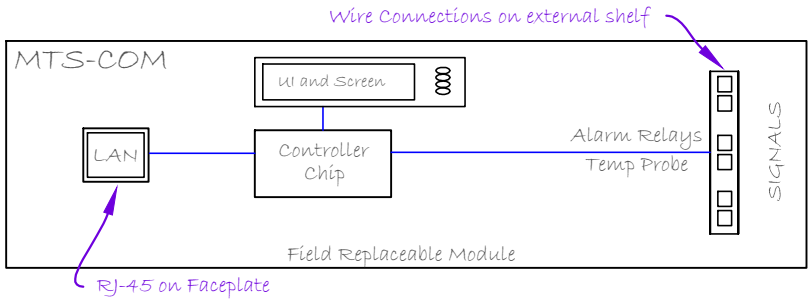 Wire Connections on external shelf
MTS-COM
UI and Screen
LAN
Controller
Chip
Alarm Relays
Temp Probe
SIGNALS
Field Replaceable Module
RJ-45 on Faceplate